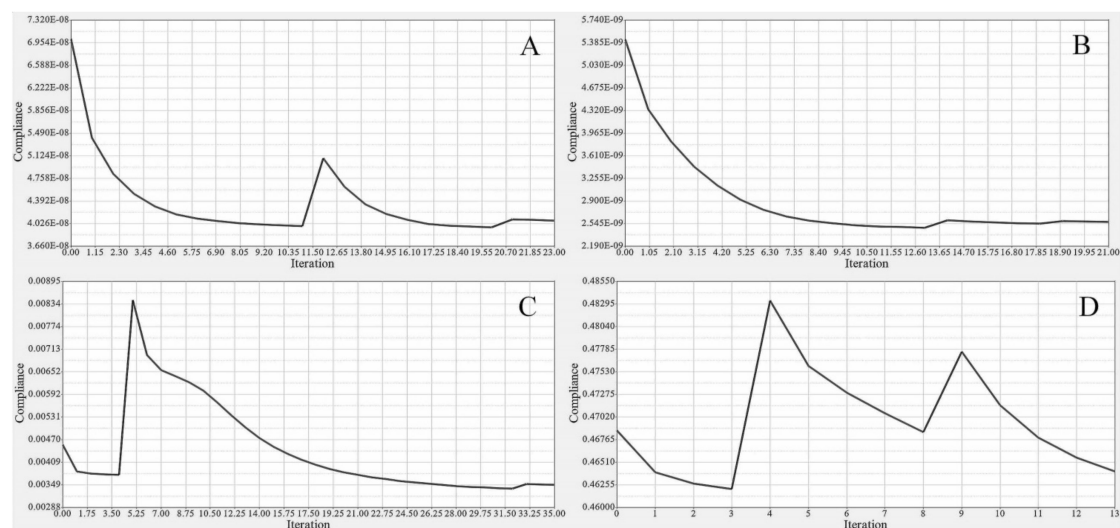 A
Compliance
7.320E-08
6.954E-08
6.588E-08
6.222E-08
5.856E-08
5.490E-08
5.124E-08
4.758E-08
4.392E-08
4.026E-08
3.660E-08
0.00 1.15 2.30 3.45 4.60 5.75 6.90 8.05 9.20 10.35 11.50 12.65 13.80 14.95 16.10 17.25 18.40 19.55 20.70 21.85 23.00
Iteration
B
Compliance
5.740E-09
5.385E-09
5.030E-09
4.675E-09
4.320E-09
3.965E-09
3.610E-09
3.255E-09
2.900E-09
2.545E-09
2.190E-09
0.00 1.05 2.10 3.15 4.20 5.25 6.30 7.35 8.40 9.45 10.50 11.55 12.60 13.65 14.70 15.75 16.80 17.85 18.90 19.95 21.00
Iteration
C
Compliance
0.00895
0.00834
0.00774
0.00713
0.00652
0.00592
0.00531
0.00470
0.00409
0.00349
0.00288
0.00 1.75 3.50 5.25 7.00 8.75 10.50 12.25 14.00 15.75 17.50 19.25 21.00 22.75 24.50 26.25 28.00 29.75 31.50 33.25 35.00
Iteration
D
Compliance
0.48550
0.48295
0.48040
0.47785
0.47530
0.47275
0.47020
0.46765
0.46510
0.46255
0.46000
0 1 2 3 4 5 6 7 8 9 10 11 12 13
Iteration